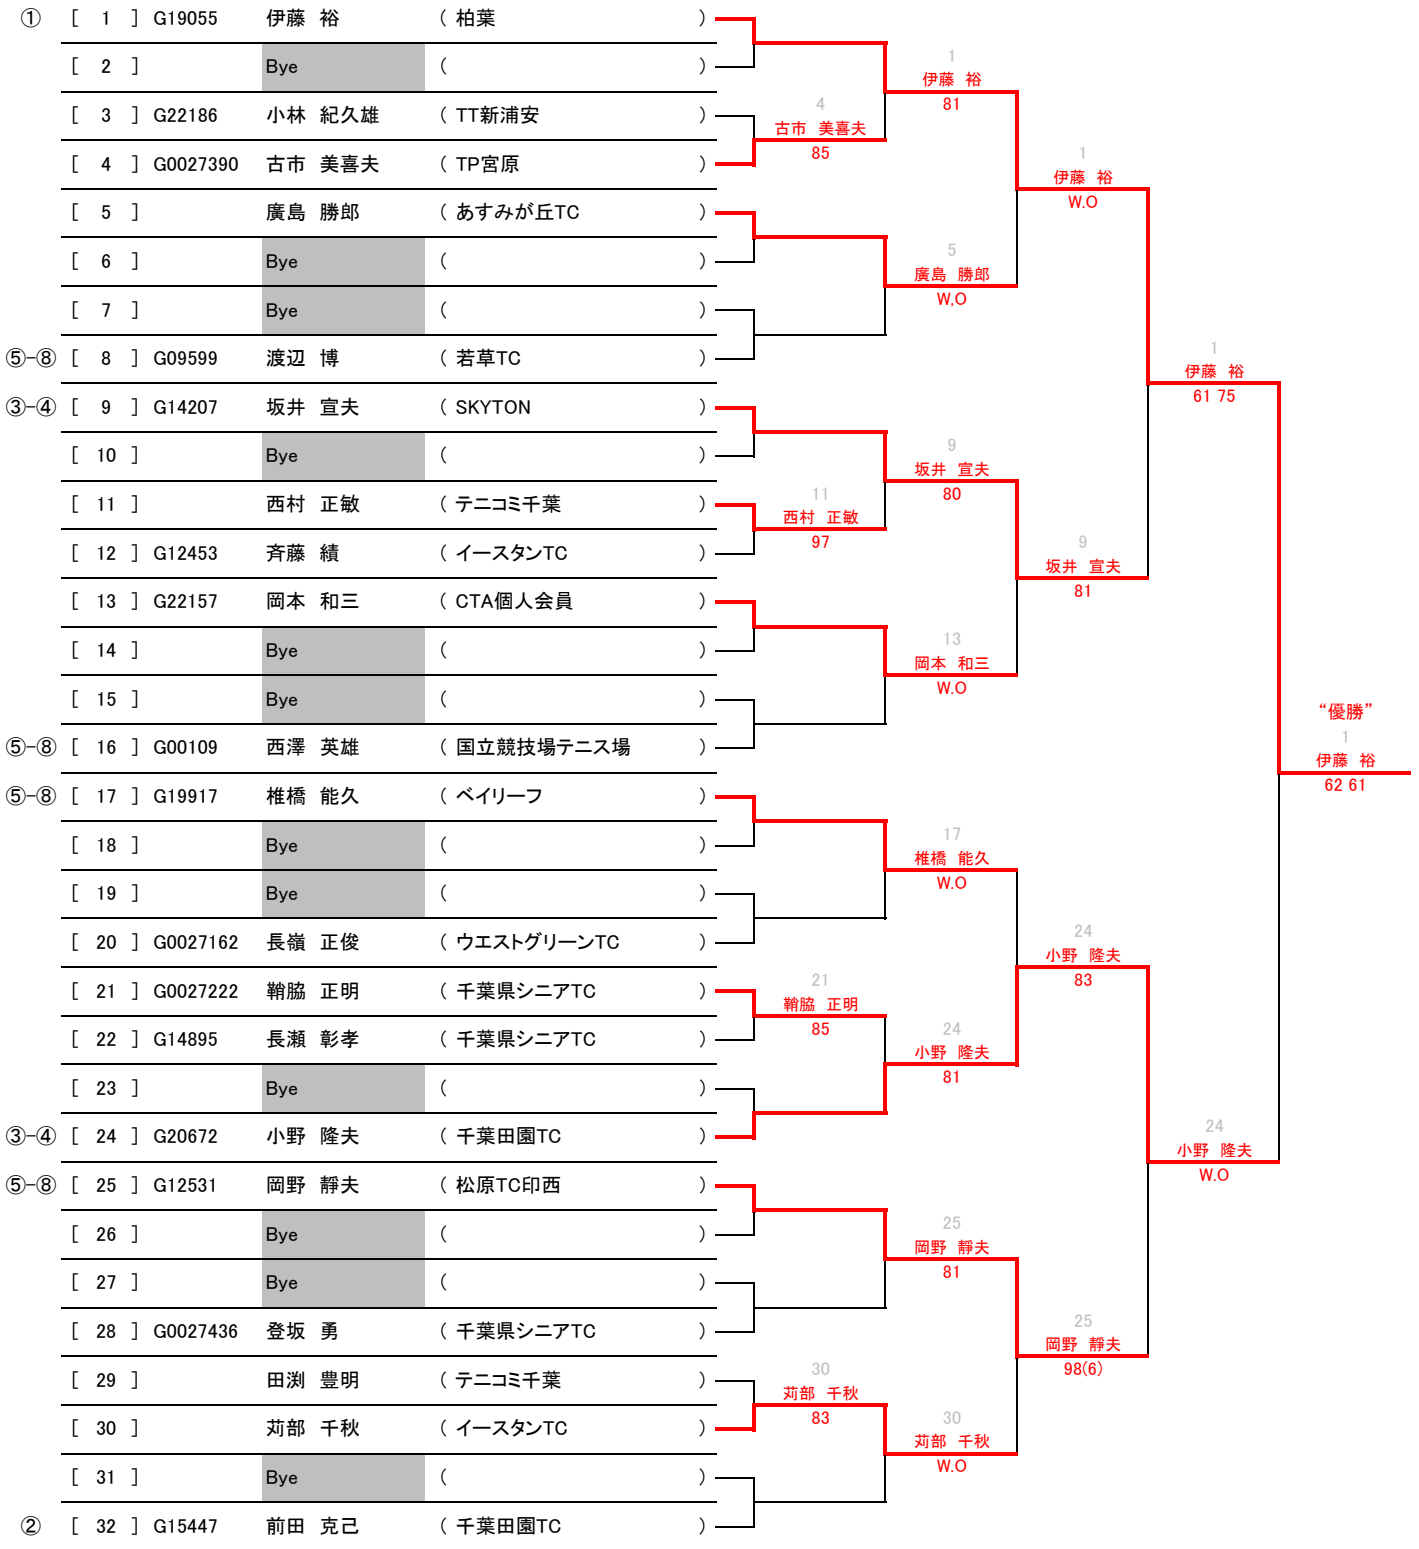 ① [ 1 ] G19055 伊藤 裕 ( 柏葉 )
[ 2 ] Bye ( )
[ 3 ] G22186 小林 紀久雄 ( TT新浦安 )
[ 4 ] G0027390 古市 美喜夫 ( TP宮原 )
[ 5 ] 廣島 勝郎 ( あすみが丘TC )
[ 6 ] Bye ( )
[ 7 ] Bye ( )
⑤-⑧ [ 8 ] G09599 渡辺 博 ( 若草TC )
③-④ [ 9 ] G14207 坂井 宣夫 ( SKYTON )
[ 10 ] Bye ( )
[ 11 ] 西村 正敏 ( テニコミ千葉 )
[ 12 ] G12453 斉藤 績 ( イースタンTC )
[ 13 ] G22157 岡本 和三 ( CTA個人会員 )
[ 14 ] Bye ( )
[ 15 ] Bye ( )
⑤-⑧ [ 16 ] G00109 西澤 英雄 ( 国立競技場テニス場 )
⑤-⑧ [ 17 ] G19917 椎橋 能久 ( ベイリーフ )
[ 18 ] Bye ( )
[ 19 ] Bye ( )
[ 20 ] G0027162 長嶺 正俊 ( ウエストグリーンTC )
[ 21 ] G0027222 鞘脇 正明 ( 千葉県シニアTC )
[ 22 ] G14895 長瀬 彰孝 ( 千葉県シニアTC )
[ 23 ] Bye ( )
③-④ [ 24 ] G20672 小野 隆夫 ( 千葉田園TC )
⑤-⑧ [ 25 ] G12531 岡野 靜夫 ( 松原TC印西 )
[ 26 ] Bye ( )
[ 27 ] Bye ( )
[ 28 ] G0027436 登坂 勇 ( 千葉県シニアTC )
[ 29 ] 田渕 豊明 ( テニコミ千葉 )
[ 30 ] 苅部 千秋 ( イースタンTC )
[ 31 ] Bye ( )
② [ 32 ] G15447 前田 克己 ( 千葉田園TC )
4
古市 美喜夫
85
11
西村 正敏
97
21
鞘脇 正明
85
30
苅部 千秋
83
1
伊藤 裕
81
5
廣島 勝郎
W,O
9
坂井 宣夫
80
13
岡本 和三
W.O
17
椎橋 能久
W.O
24
小野 隆夫
81
25
岡野 靜夫
81
30
苅部 千秋
W.O
1
伊藤 裕
W.O
9
坂井 宣夫
81
24
小野 隆夫
83
25
岡野 靜夫
98(6)
1
伊藤 裕
61 75
24
小野 隆夫
W.O
“優勝”
1
伊藤 裕
62 61